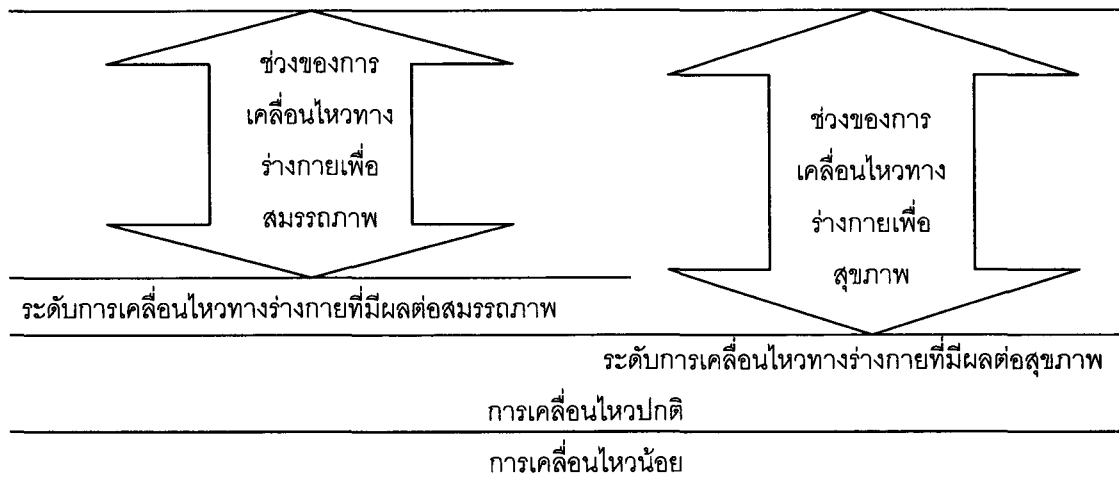 ช่วงของการ
เคลื่อนไหวทาง
ร่างกายเพื่อ
สมรรถภาพ
ช่วงของการ
เคลื่อนไหวทาง
ร่างกายเพื่อ
สุขภาพ
ระดับการเคลื่อนไหวทางร่างกายที่มีผลต่อสมรรถภาพ
ระดับการเคลื่อนไหวทางร่างกายที่มีผลต่อสุขภาพ
การเคลื่อนไหวปกติ
การเคลื่อนไหวน้อย